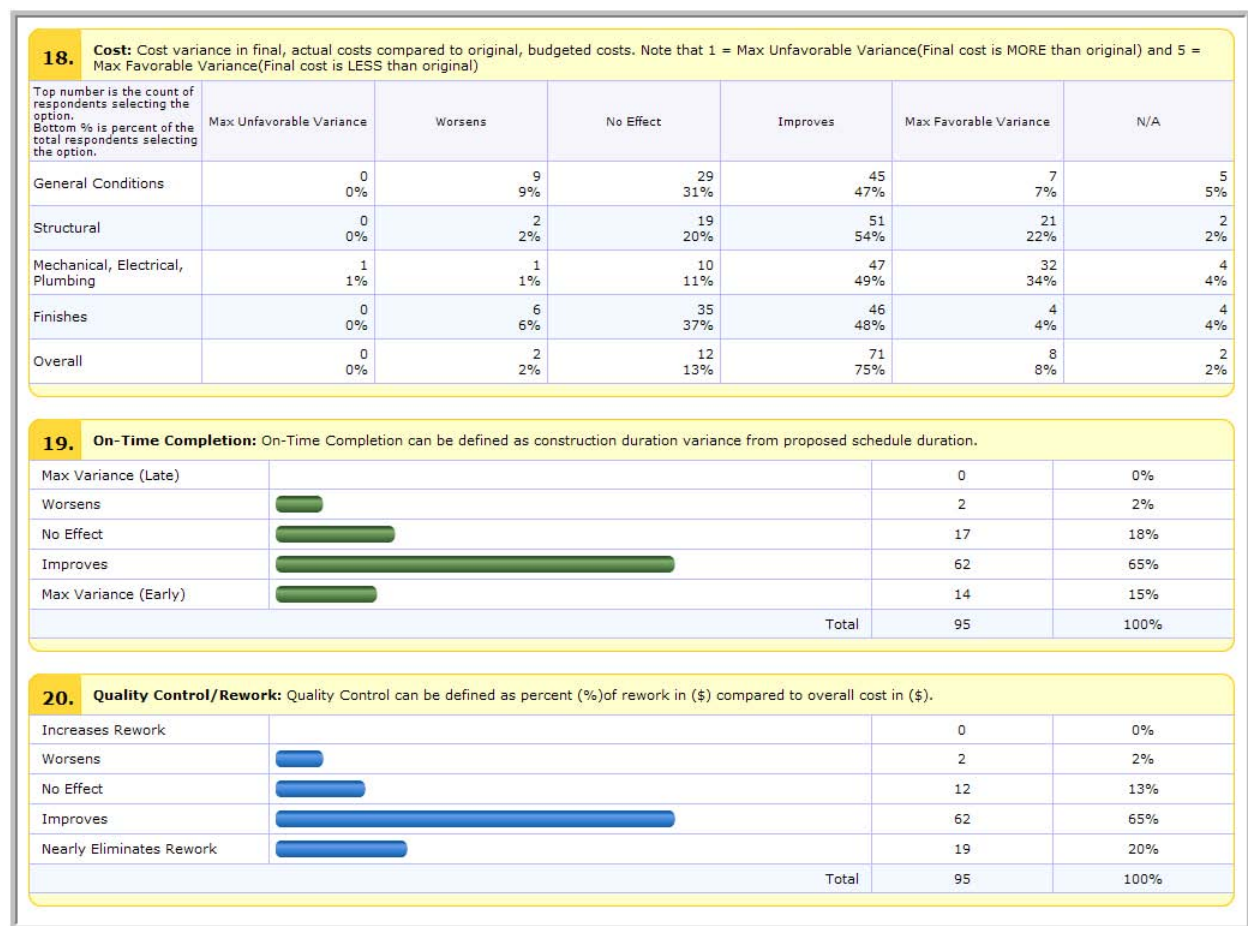 18. Cost: Cost variance in final, actual costs compared to original, budgeted costs. Note that 1 = Max Unfavorable Variance(Final cost is MORE than original) and 5 =
Max Favorable Variance(Final cost is LESS than original)
Top number is the count of
respondents selecting the
option.
Bottom % is percent of the
total respondents selecting
the option.
Max Unfavorable Variance Worsens No Effect Improves Max Favorable Variance N/A
General Conditions
0 9 29 45 7 5
0% 9% 31% 47% 7% 5%
Structural
0 2 19 51 21 2
0% 2% 20% 54% 22% 2%
Mechanical, Electrical,
Plumbing
1 1 10 47 32 4
1% 1% 11% 49% 34% 4%
Finishes
0 6 35 46 4 4
0% 6% 37% 48% 4% 4%
Overall
0 2 12 71 8 2
0% 2% 13% 75% 8% 2%
19. On-Time Completion: On-Time Completion can be defined as construction duration variance from proposed schedule duration.
Max Variance (Late) 0 0%
Worsens 2 2%
No Effect 17 18%
Improves 62 65%
Max Variance (Early) 14 15%
Total 95 100%
20. Quality Control/Rework: Quality Control can be defined as percent (%)of rework in ($) compared to overall cost in ($).
Increases Rework 0 0%
Worsens 2 2%
No Effect 12 13%
Improves 62 65%
Nearly Eliminates Rework 19 20%
Total 95 100%